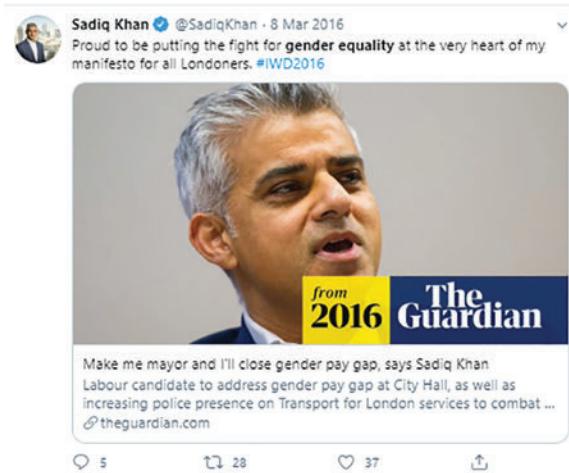 Sadiq Khan @SadiqKhan · 8 Mar 2016
Proud to be putting the fight for gender equality at the very heart of my
manifesto for all Londoners. #IWD2016
from
2016
The
Guardian
Make me mayor and I'll close gender pay gap, says Sadiq Khan
Labour candidate to address gender pay gap at City Hall, as well as
increasing police presence on Transport for London services to combat ...
theguardian.com
5 28 37